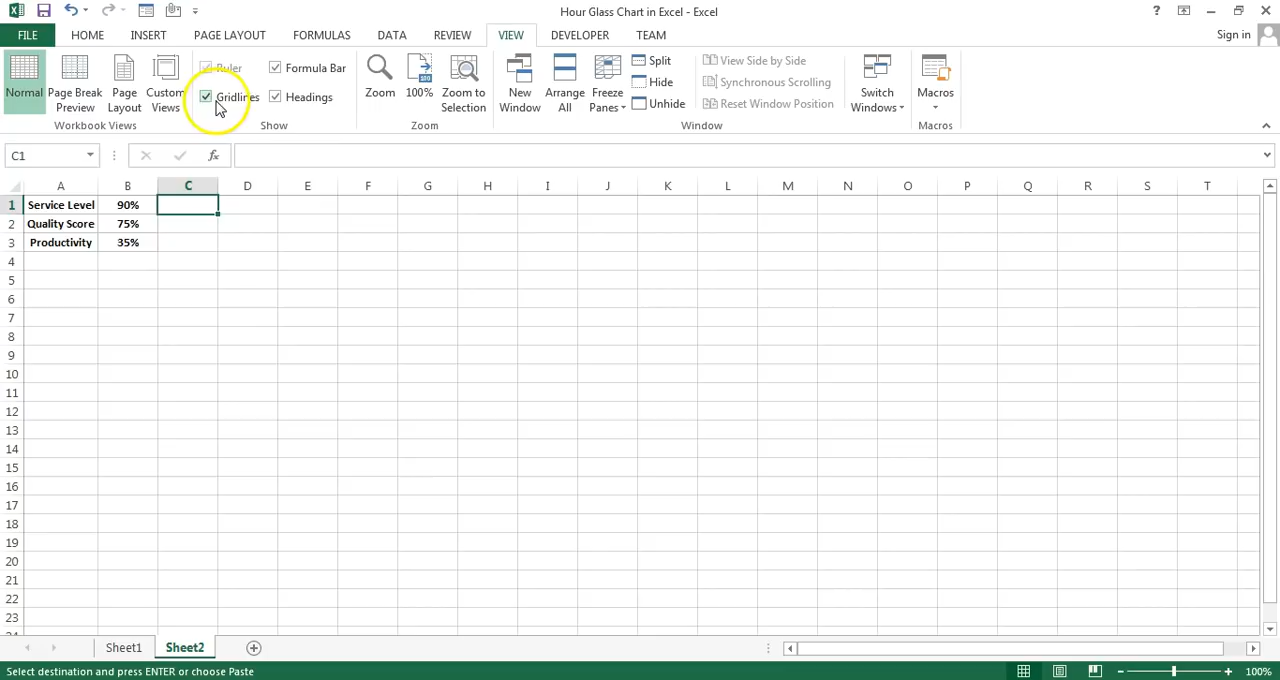 Hour Glass Chart in Excel - Excel
?
FILE HOME INSERT PAGE LAYOUT FORMULAS DATA REVIEW VIEW DEVELOPER TEAM Sign in
Normal
Page Break
Preview
Page
Layout
Custom
Views
Workbook Views
Ruler
Formula Bar
Gridlines
Headings
Show
Zoom
100%
Zoom to
Selection
Zoom
New
Window
Arrange
All
Freeze
Panes
Split
Hide
Unhide
View Side by Side
Synchronous Scrolling
Reset Window Position
Window
Switch
Windows
Macros
Macros
C1
fx
A B C D E F G H I J K L M N O P Q R S T
1 Service Level 90%
2 Quality Score 75%
3 Productivity 35%
4
5
6
7
8
9
10
11
12
13
14
15
16
17
18
19
20
21
22
23
24
Sheet1 Sheet2
Select destination and press ENTER or choose Paste
100%